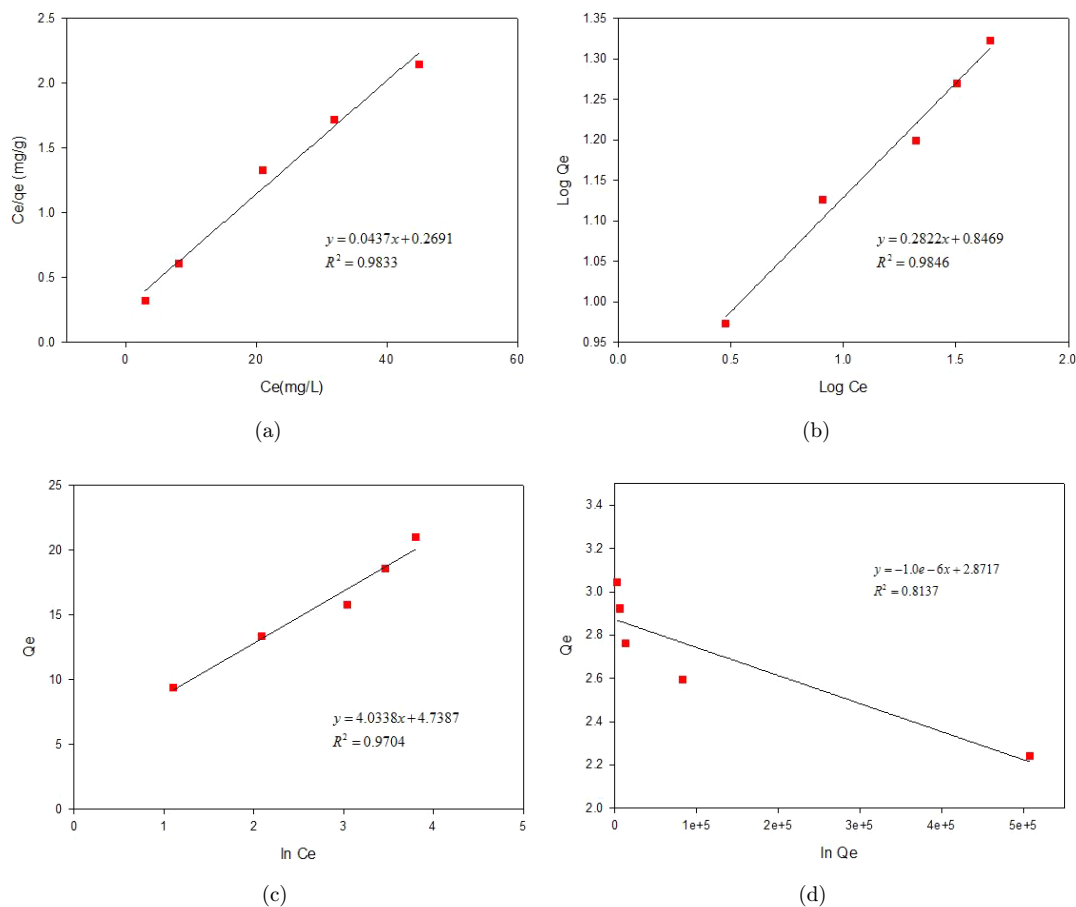 2.5
2.0
1.5
1.0
0.5
0.0
Ce/qe (mg/g)
y = 0.0437x + 0.2691
R² = 0.9833
0 20 40 60
Ce(mg/L)
(a)
1.35
1.30
1.25
1.20
1.15
1.10
1.05
1.00
0.95
Log Qe
y = 0.2822x + 0.8469
R² = 0.9846
0.0 0.5 1.0 1.5 2.0
Log Ce
(b)
25
20
15
10
5
0
Qe
y = 4.0338x + 4.7387
R² = 0.9704
0 1 2 3 4 5
ln Ce
(c)
3.4
3.2
3.0
2.8
2.6
2.4
2.2
2.0
Qe
y = −1.0e − 6x + 2.8717
R² = 0.8137
0 1e+5 2e+5 3e+5 4e+5 5e+5
ln Qe
(d)